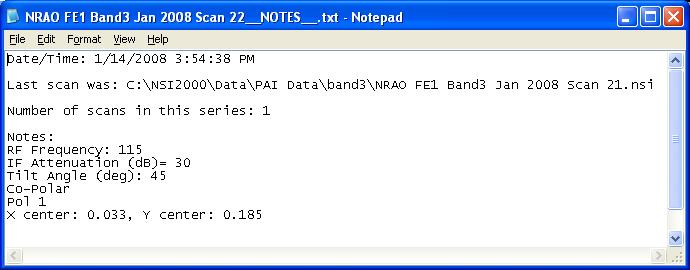 NRAO FE1 Band3 Jan 2008 Scan 22__NOTES__.txt - Notepad
File Edit Format View Help
Date/Time: 1/14/2008 3:54:38 PM
Last scan was: C:\NSI2000\Data\PAI Data\band3\NRAO FE1 Band3 Jan 2008 Scan 21.nsi
Number of scans in this series: 1
Notes:
RF Frequency: 115
IF Attenuation (dB)= 30
Tilt Angle (deg): 45
Co-Polar
Pol 1
X center: 0.033, Y center: 0.185